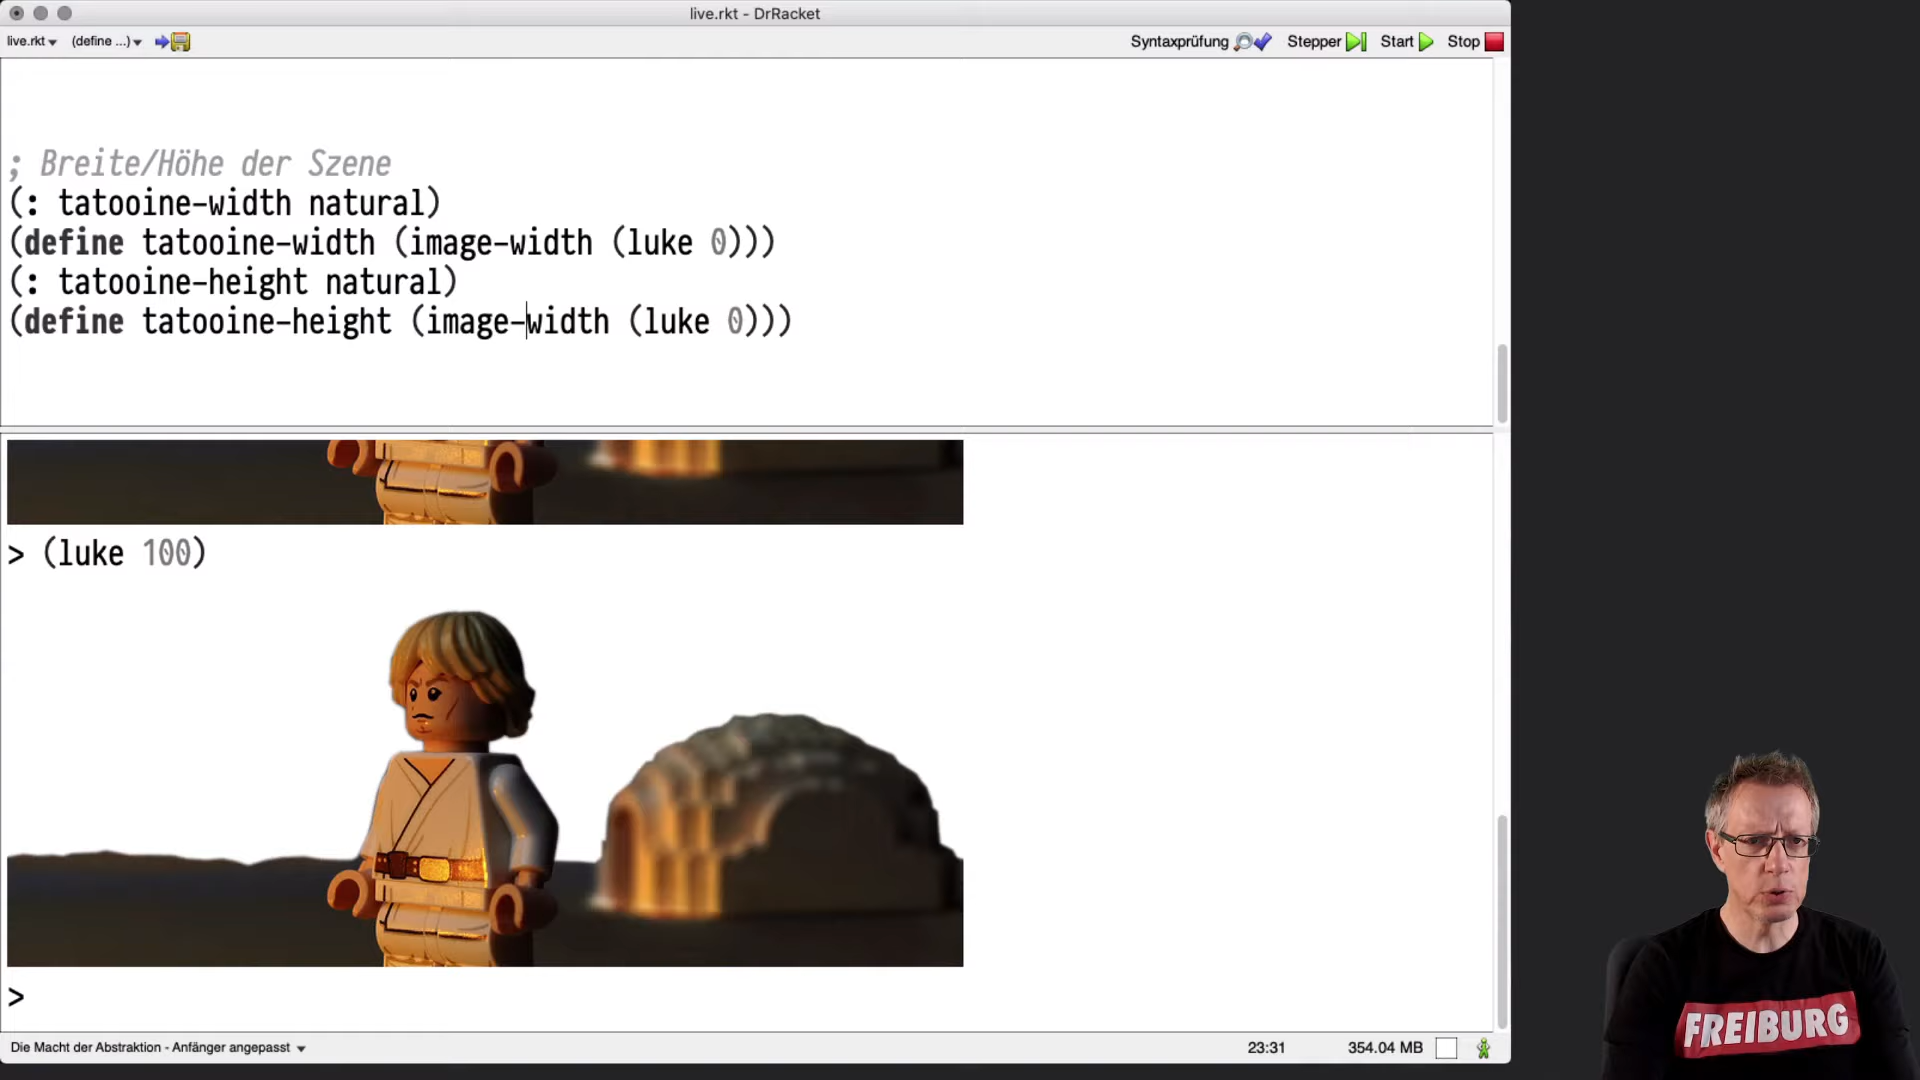 live.rkt - DrRacket
live.rkt (define ...) Syntaxprüfung Stepper Start Stop
; Breite/Höhe der Szene
(: tatooine-width natural)
(define tatooine-width (image-width (luke 0)))
(: tatooine-height natural)
(define tatooine-height (image-width (luke 0)))
> (luke 100)
>
Die Macht der Abstraktion - Anfänger angepasst 23:31 354.04 MB
FREIBURG